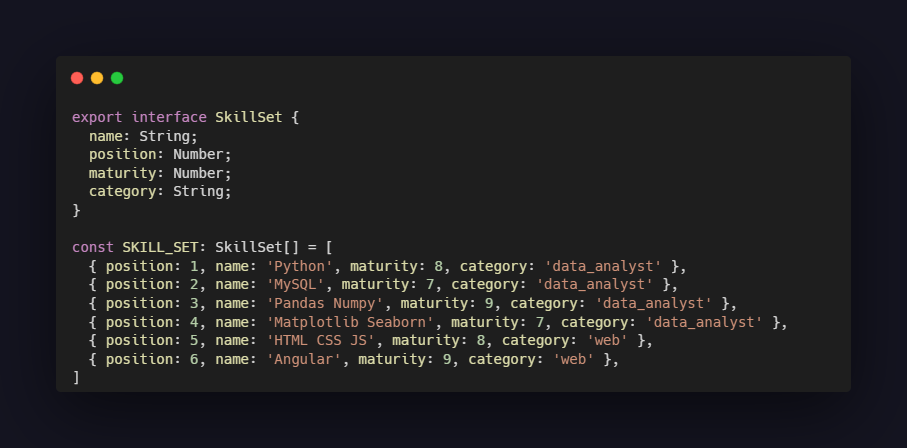 export interface SkillSet {
  name: String;
  position: Number;
  maturity: Number;
  category: String;
}

const SKILL_SET: SkillSet[] = [
  { position: 1, name: 'Python', maturity: 8, category: 'data_analyst' },
  { position: 2, name: 'MySQL', maturity: 7, category: 'data_analyst' },
  { position: 3, name: 'Pandas Numpy', maturity: 9, category: 'data_analyst' },
  { position: 4, name: 'Matplotlib Seaborn', maturity: 7, category: 'data_analyst' },
  { position: 5, name: 'HTML CSS JS', maturity: 8, category: 'web' },
  { position: 6, name: 'Angular', maturity: 9, category: 'web' },
]